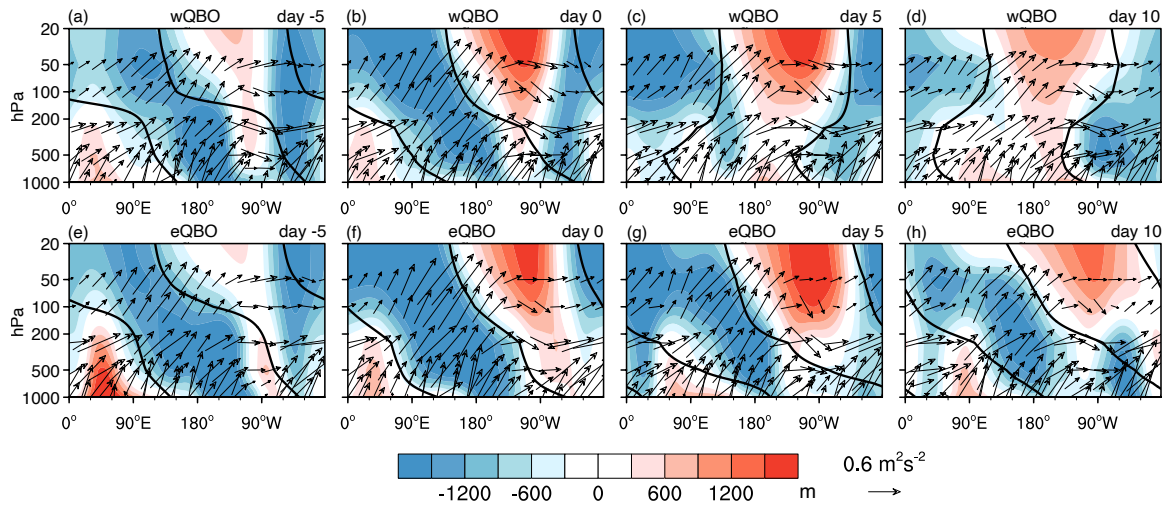 (a) wQBO day -5 (b) wQBO day 0 (c) wQBO day 5 (d) wQBO day 10
20
50
100
200
500
1000
hPa
0° 90°E 180° 90°W 0° 90°E 180° 90°W 0° 90°E 180° 90°W 0° 90°E 180° 90°W
(e) eQBO day -5 (f) eQBO day 0 (g) eQBO day 5 (h) eQBO day 10
20
50
100
200
500
1000
hPa
0° 90°E 180° 90°W 0° 90°E 180° 90°W 0° 90°E 180° 90°W 0° 90°E 180° 90°W
0.6 m²s⁻²
-1200 -600 0 600 1200 m